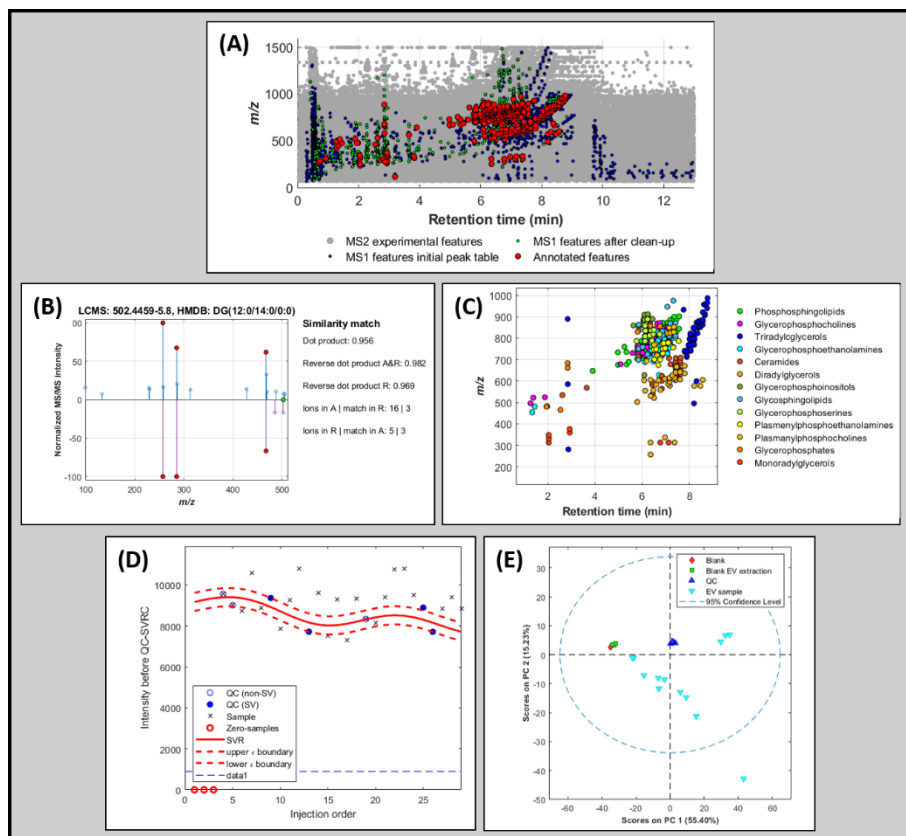 (A)
1500
1000
500
0
m/z
0 2 4 6 8 10 12
Retention time (min)
MS2 experimental features
MS1 features after clean-up
MS1 features initial peak table
Annotated features
(B)
LCMS: 502.4459-5.8, HMDB: DG(12:0/14:0/0:0)
00
50
0
-50
-100
Normalized MS/MS intensity
100 200 300 400 500
m/z
Similarity match
Dot product: 0.956
Reverse dot product A&R: 0.982
Reverse dot product R: 0.969
Ions in A | match in R: 16 | 3
Ions in R | match in A: 5 | 3
(C)
1000
900
800
700
600
500
400
300
200
m/z
2 4 6 8
Retention time (min)
Phosphosphingolipids
Glycerophosphocholines
Triradylcglycerols
Glycerophosphoethanolamines
Ceramides
Diradylglycerols
Glycerophosphoinositols
Glycosphingolipids
Glycerophosphoserines
Plasmenylphosphoethanolamines
Plasmanylphosphocholines
Glycerophosphates
Monoradylglycerols
(D)
10000
8000
6000
4000
2000
0
Intensity before QC-SVRC
0 5 10 15 20 25
Injection order
QC (non-SV)
QC (SV)
Sample
Zero-samples
SVR
upper ϵ boundary
lower ϵ boundary
data1
(E)
30
20
10
0
-10
-20
-30
-40
-50
Scores on PC 2 (15.23%)
-60 -40 -20 0 20 40 60
Scores on PC 1 (55.40%)
Blank
Blank EV extraction
QC
EV sample
95% Confidence Level